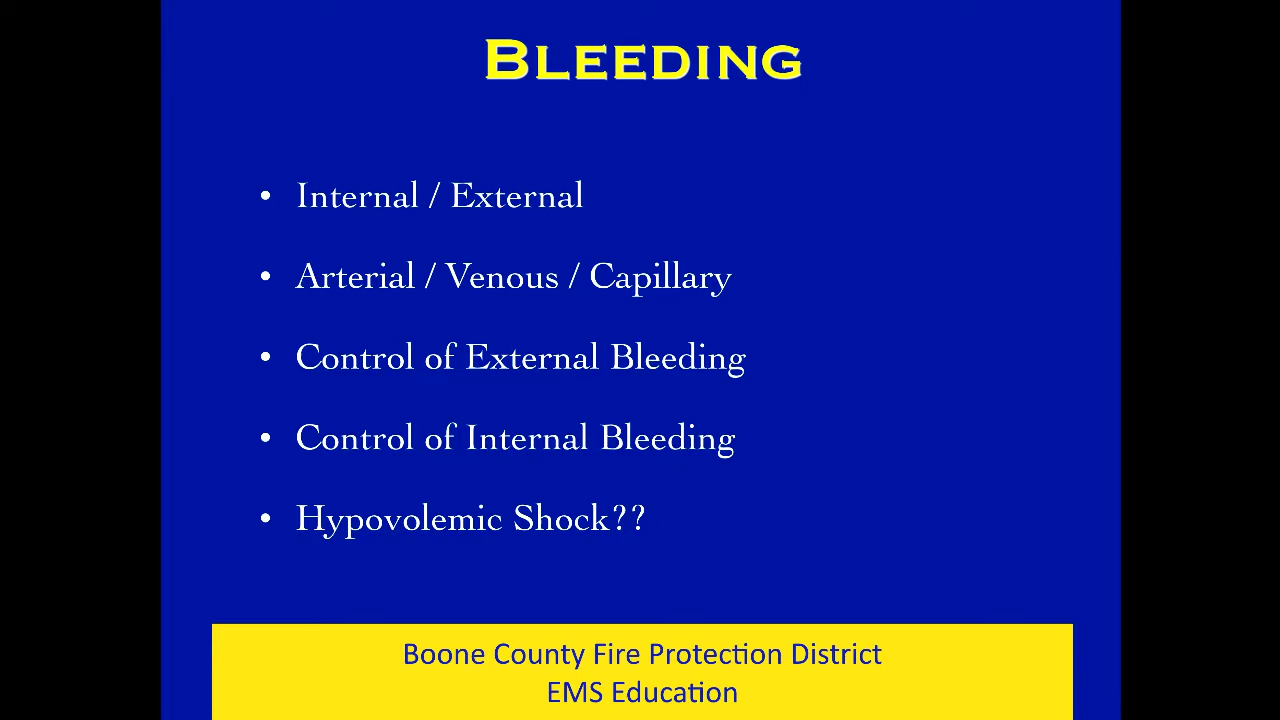 BLEEDING
• Internal / External
• Arterial / Venous / Capillary
• Control of External Bleeding
• Control of Internal Bleeding
• Hypovolemic Shock??
Boone County Fire Protection District
EMS Education